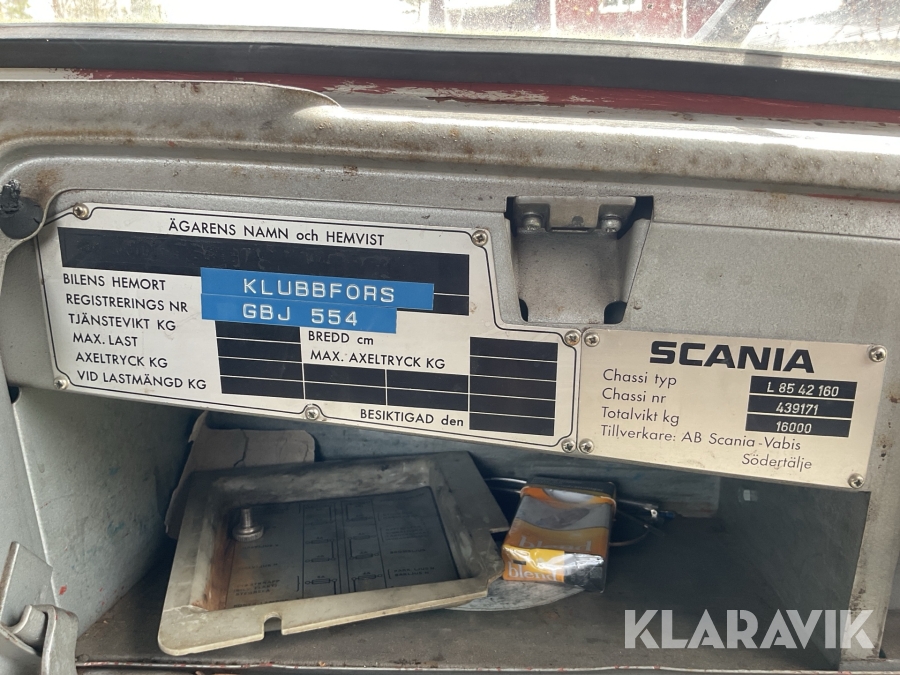 ÄGARENS NAMN och HEMVIST
BILENS HEMORT KLUBBFORS
REGISTRERINGS NR GBJ 554
TJÄNSTEVIKT KG BREDD cm
MAX. LAST MAX. AXELTRYCK KG
AXELTRYCK KG
VID LASTMÄNGD KG
BESIKTIGAD den
SCANIA
Chassi typ L 85 42 160
Chassi nr 439171
Totalvikt kg 16000
Tillverkare: AB Scania-Vabis
Södertälje
blend
KLARAVIK